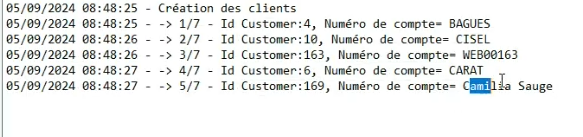 05/09/2024 08:48:25 - Création des clients
05/09/2024 08:48:25 - --> 1/7 - Id Customer:4, Numéro de compte= BAGUES
05/09/2024 08:48:26 - --> 2/7 - Id Customer:10, Numéro de compte= CISEL
05/09/2024 08:48:26 - --> 3/7 - Id Customer:163, Numéro de compte= WEB00163
05/09/2024 08:48:27 - --> 4/7 - Id Customer:6, Numéro de compte= CARAT
05/09/2024 08:48:27 - --> 5/7 - Id Customer:169, Numéro de compte= Camilia Sauge